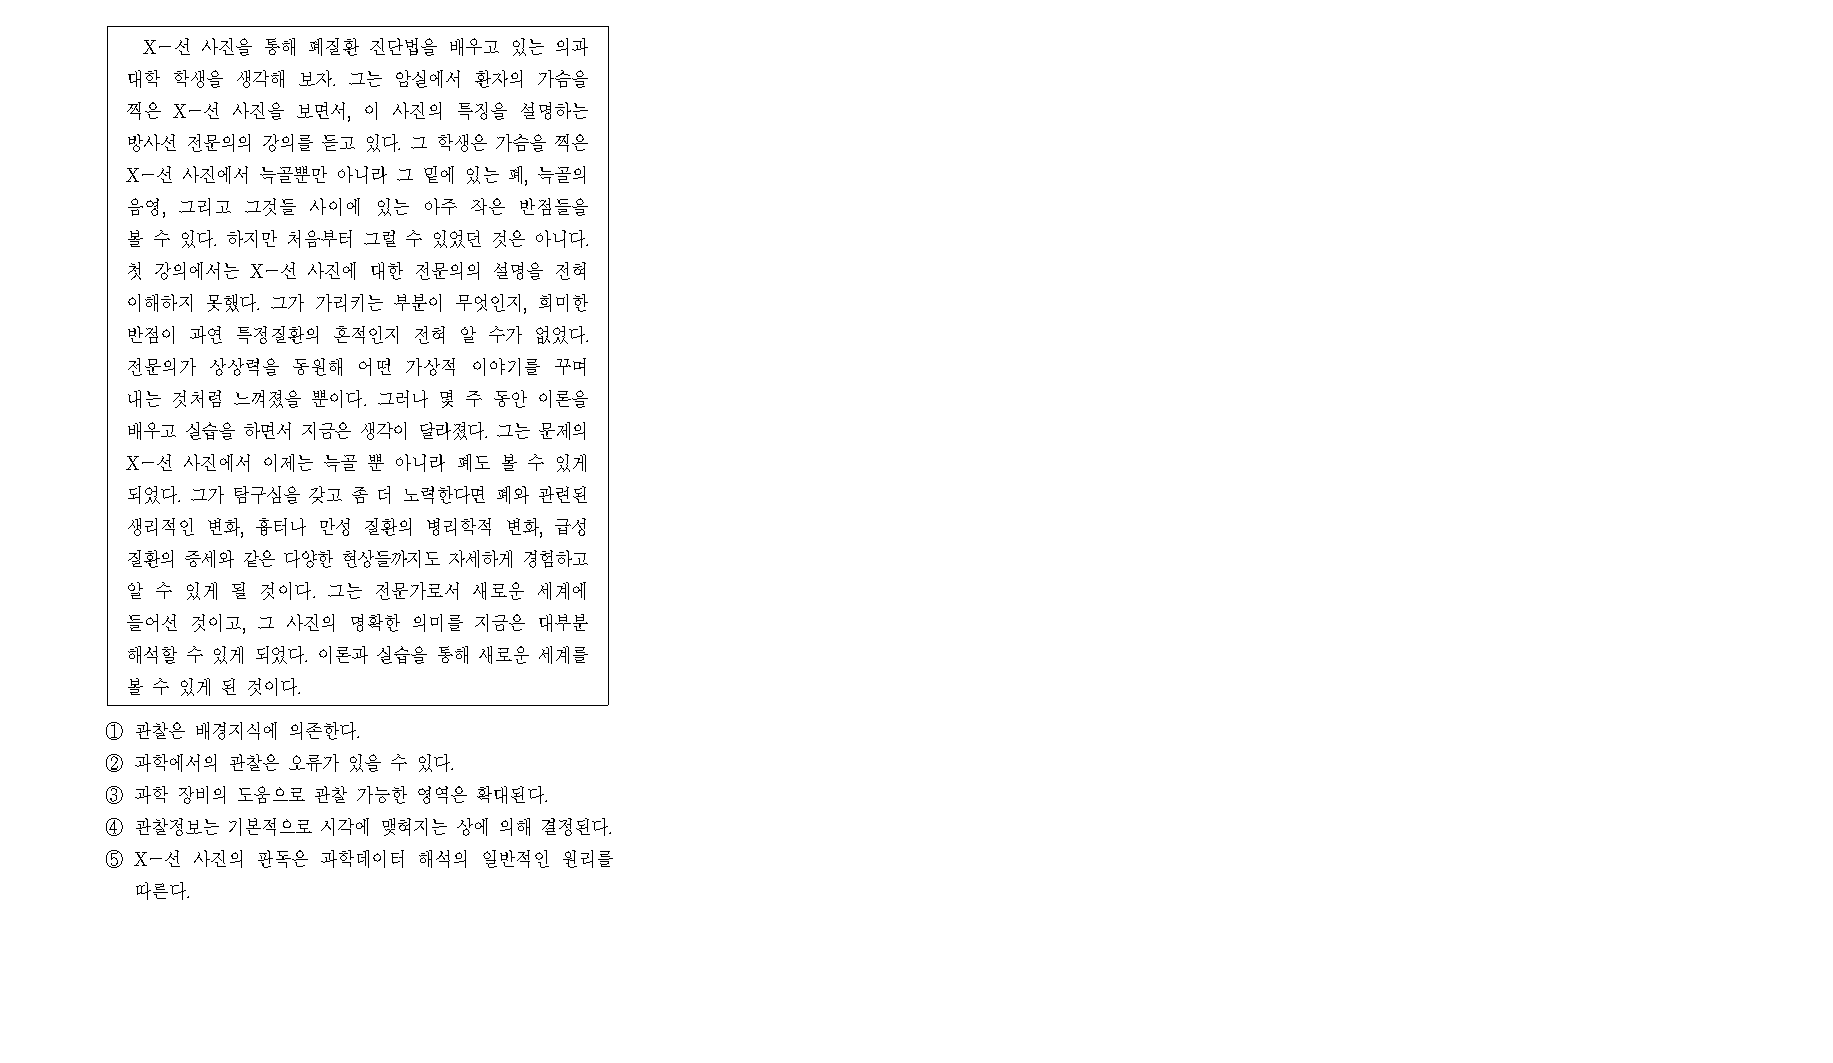 X－선 사진을 통해 폐질환 진단법을 배우고 있는 의과
대학 학생을 생각해 보자. 그는 암실에서 환자의 가슴을
찍은 X－선 사진을 보면서, 이 사진의 특징을 설명하는
방사선 전문의의 강의를 듣고 있다. 그 학생은 가슴을 찍은
X－선 사진에서 늑골뿐만 아니라 그 밑에 있는 폐, 늑골의
음영, 그리고 그것들 사이에 있는 아주 작은 반점들을
볼 수 있다. 하지만 처음부터 그럴 수 있었던 것은 아니다.
첫 강의에서는 X－선 사진에 대한 전문의의 설명을 전혀
이해하지 못했다. 그가 가리키는 부분이 무엇인지, 희미한
반점이 과연 특정질환의 흔적인지 전혀 알 수가 없었다.
전문의가 상상력을 동원해 어떤 가상적 이야기를 꾸며
내는 것처럼 느껴졌을 뿐이다. 그러나 몇 주 동안 이론을
배우고 실습을 하면서 지금은 생각이 달라졌다. 그는 문제의
X－선 사진에서 이제는 늑골 뿐 아니라 폐도 볼 수 있게
되었다. 그가 탐구심을 갖고 좀 더 노력한다면 폐와 관련된
생리적인 변화, 흉터나 만성 질환의 병리학적 변화, 급성
질환의 증세와 같은 다양한 현상들까지도 자세하게 경험하고
알 수 있게 될 것이다. 그는 전문가로서 새로운 세계에
들어선 것이고, 그 사진의 명확한 의미를 지금은 대부분
해석할 수 있게 되었다. 이론과 실습을 통해 새로운 세계를
볼 수 있게 된 것이다.
① 관찰은 배경지식에 의존한다.
② 과학에서의 관찰은 오류가 있을 수 있다.
③ 과학 장비의 도움으로 관찰 가능한 영역은 확대된다.
④ 관찰정보는 기본적으로 시각에 맺혀지는 상에 의해 결정된다.
⑤ X－선 사진의 판독은 과학데이터 해석의 일반적인 원리를
따른다.